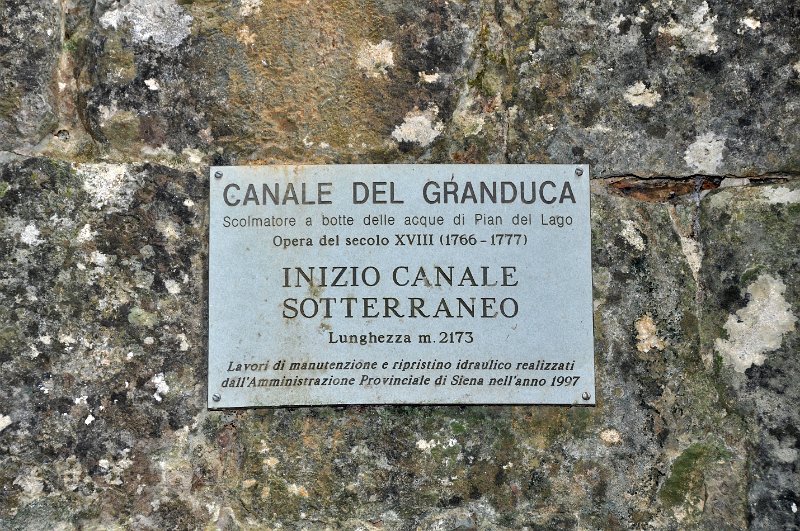 CANALE DEL GRANDUCA
Scolmatore a botte delle acque di Pian del Lago
Opera del secolo XVIII (1766-1777)
INIZIO CANALE
SOTTERRANEO
Lunghezza m. 2173
Lavori di manutenzione e ripristino idraulico realizzati
dall'Amministrazione Provinciale di Siena nell'anno 1997